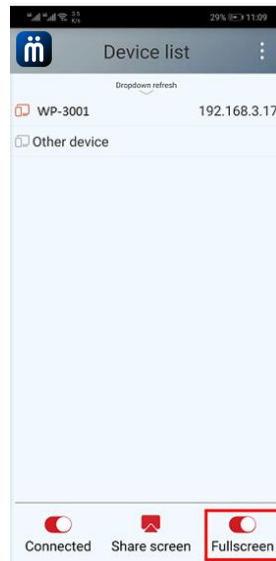 35 K/s 29% 11:09
Device list
Dropdown refresh
WP-3001 192.168.3.17
Other device
Connected Share screen Fullscreen